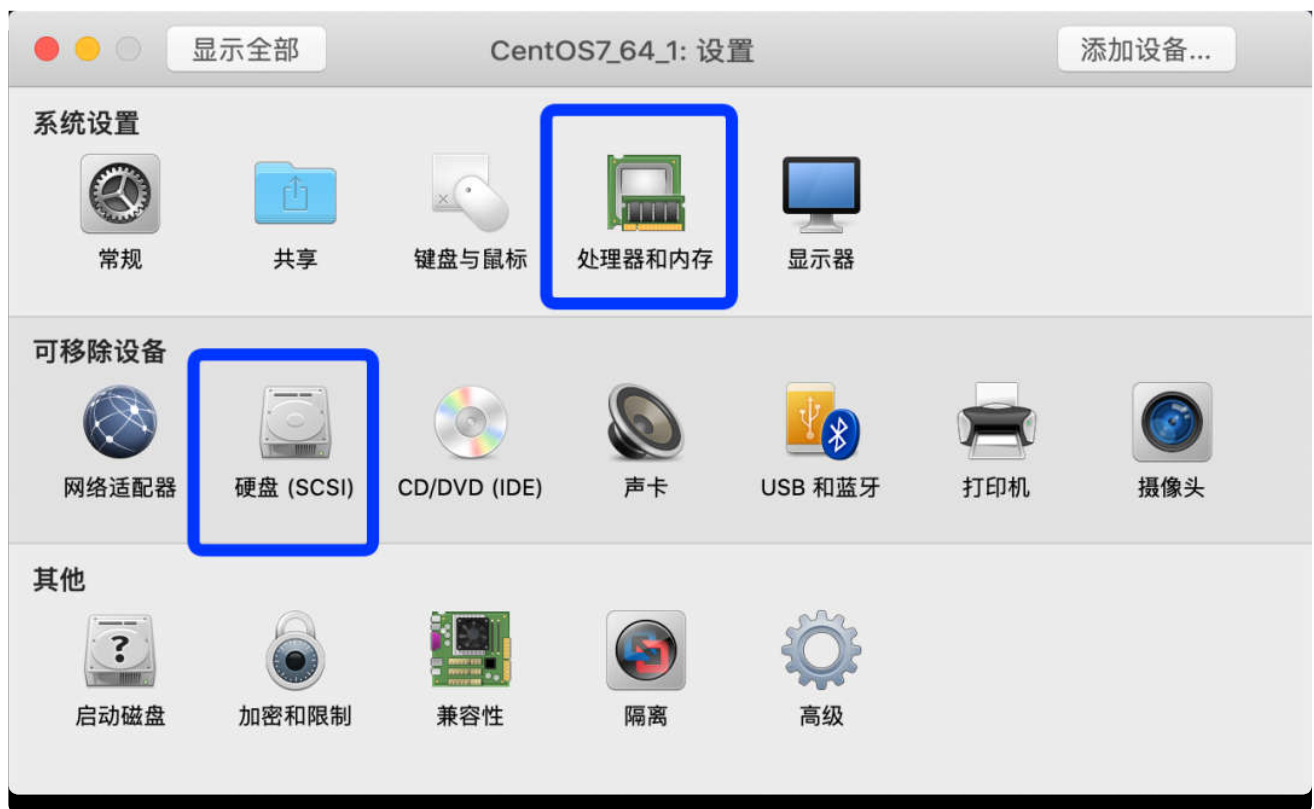 显示全部 CentOS7_64_1: 设置 添加设备...
系统设置
常规 共享 键盘与鼠标 处理器和内存 显示器
可移除设备
网络适配器 硬盘 (SCSI) CD/DVD (IDE) 声卡 USB 和蓝牙 打印机 摄像头
其他
?
启动磁盘 加密和限制 兼容性 隔离 高级